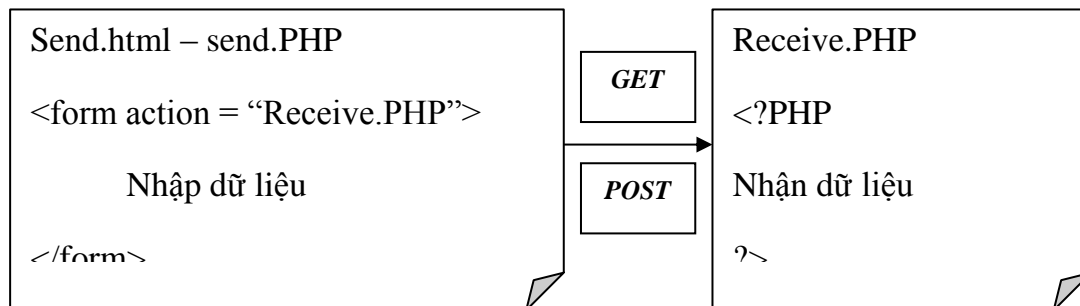 Send.html – send.PHP
<form action = “Receive.PHP”>
Nhập dữ liệu
</form>
GET
POST
Receive.PHP
<?PHP
Nhận dữ liệu
?>